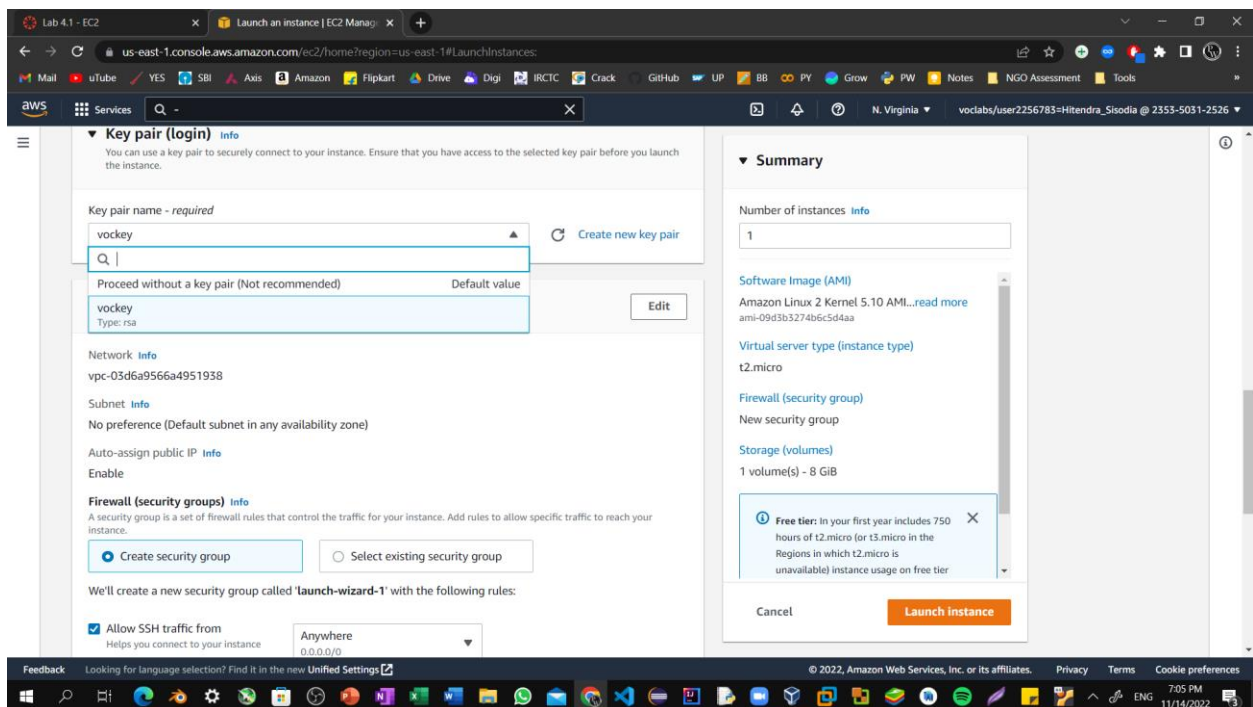 Lab 4.1 - EC2
Launch an instance | EC2 Manag
us-east-1.console.aws.amazon.com/ec2/home?region=us-east-1#LaunchInstances:
Mail uTube YES SBI Axis Amazon Flipkart Drive Digi IRCTC Crack GitHub UP BB PY Grow PW Notes NGO Assessment Tools »
aws Services - N. Virginia ▼ voclabs/user2256783=Hitendra_Sisodia @ 2353-5031-2526 ▼
▼ Key pair (login) Info
You can use a key pair to securely connect to your instance. Ensure that you have access to the selected key pair before you launch
the instance.
Key pair name - required
vockey
Create new key pair
Proceed without a key pair (Not recommended) Default value
vockey
Type: rsa
Edit
Network Info
vpc-03d6a9566a4951938
Subnet Info
No preference (Default subnet in any availability zone)
Auto-assign public IP Info
Enable
Firewall (security groups) Info
A security group is a set of firewall rules that control the traffic for your instance. Add rules to allow specific traffic to reach your
instance.
Create security group
Select existing security group
We'll create a new security group called 'launch-wizard-1' with the following rules:
Allow SSH traffic from
Helps you connect to your instance
Anywhere
0.0.0.0/0
▼ Summary
Number of instances Info
1
Software Image (AMI)
Amazon Linux 2 Kernel 5.10 AMI...read more
ami-09d3b3274b6c5d4aa
Virtual server type (instance type)
t2.micro
Firewall (security group)
New security group
Storage (volumes)
1 volume(s) - 8 GiB
Free tier: In your first year includes 750
hours of t2.micro (or t3.micro in the
Regions in which t2.micro is
unavailable) instance usage on free tier
Cancel
Launch instance
Feedback Looking for language selection? Find it in the new Unified Settings
© 2022, Amazon Web Services, Inc. or its affiliates. Privacy Terms Cookie preferences
ENG
7:05 PM
11/14/2022